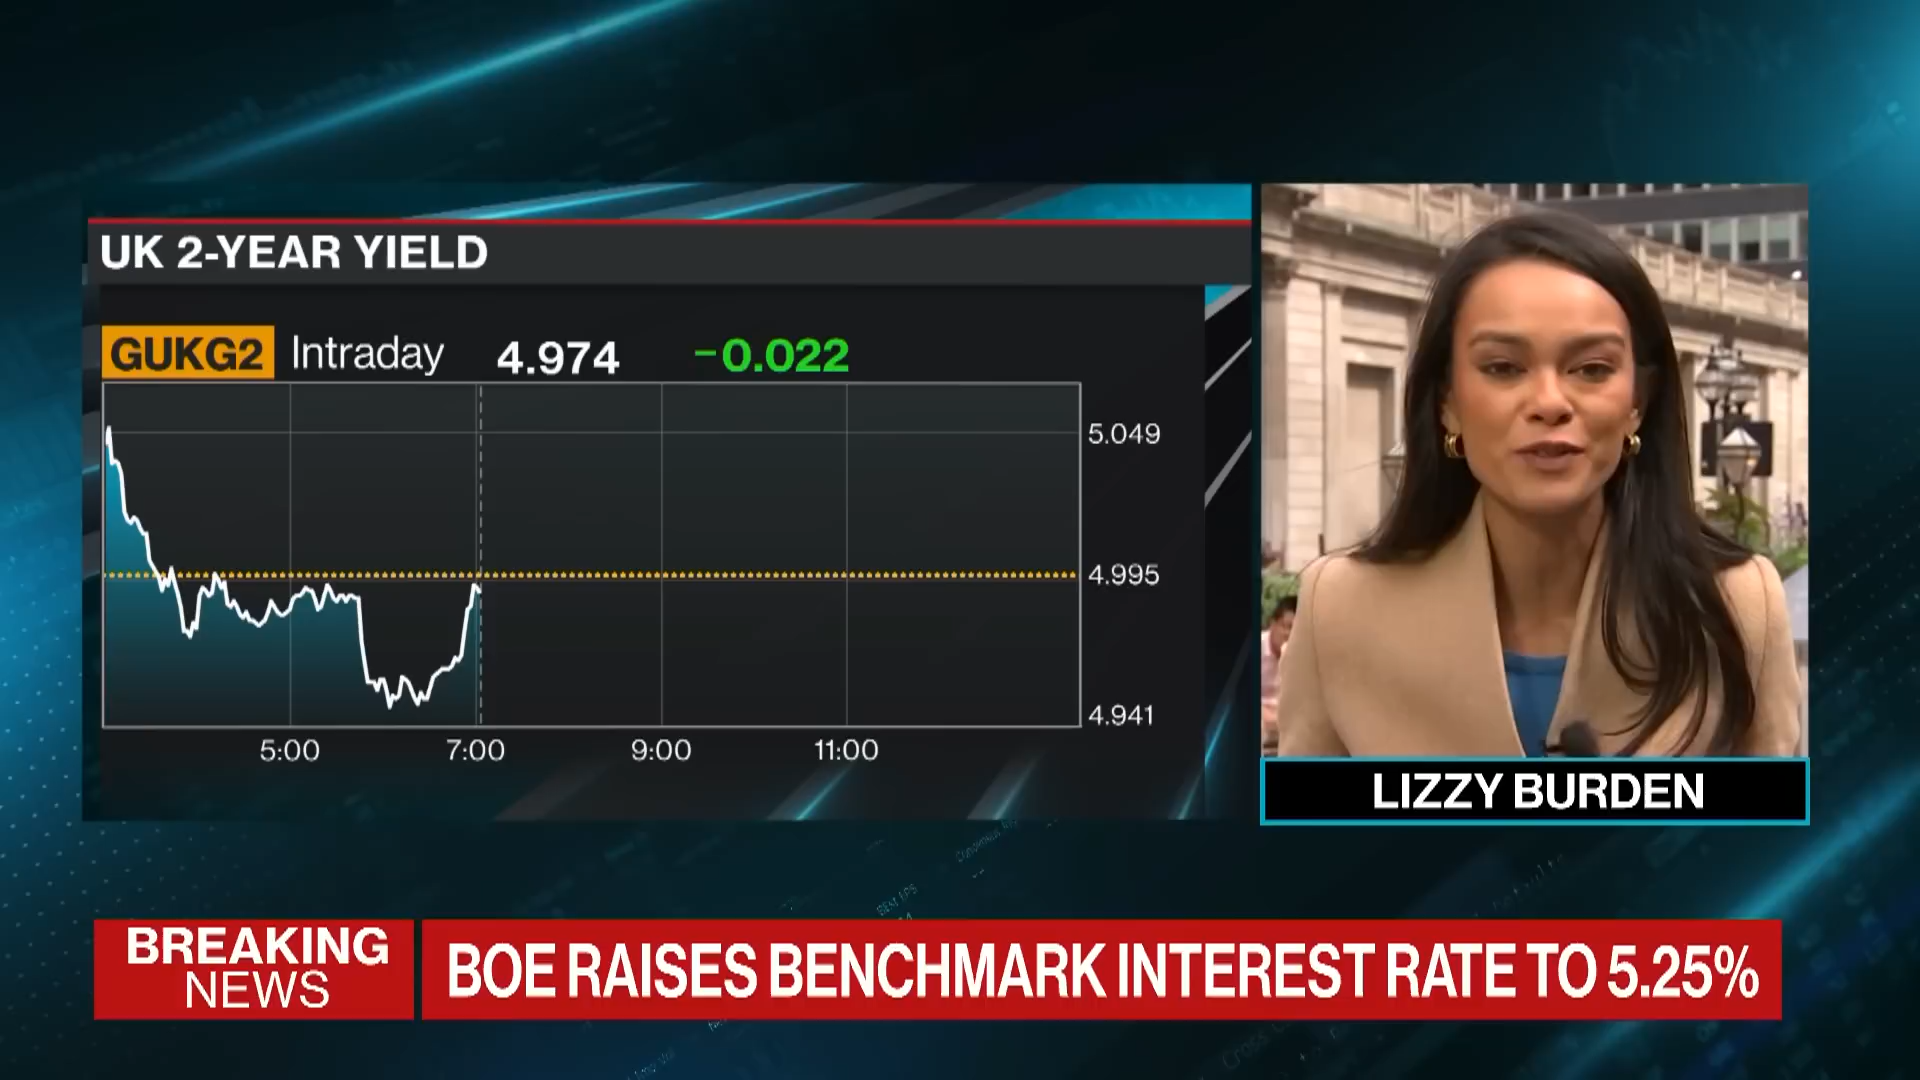 UK 2-YEAR YIELD
GUKG2 Intraday 4.974 -0.022
5.049
4.995
4.941
5:00 7:00 9:00 11:00
LIZZY BURDEN
BREAKING
NEWS
BOE RAISES BENCHMARK INTEREST RATE TO 5.25%